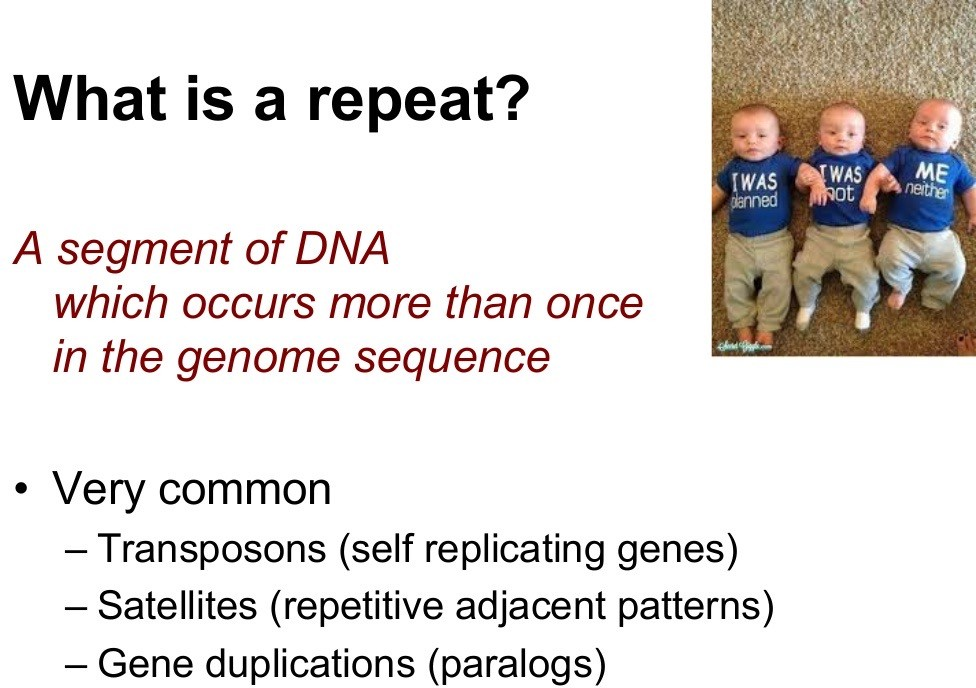 What is a repeat?
A segment of DNA
which occurs more than once
in the genome sequence
• Very common
– Transposons (self replicating genes)
– Satellites (repetitive adjacent patterns)
– Gene duplications (paralogs)
I WAS
planned
I WAS
not
ME
neither